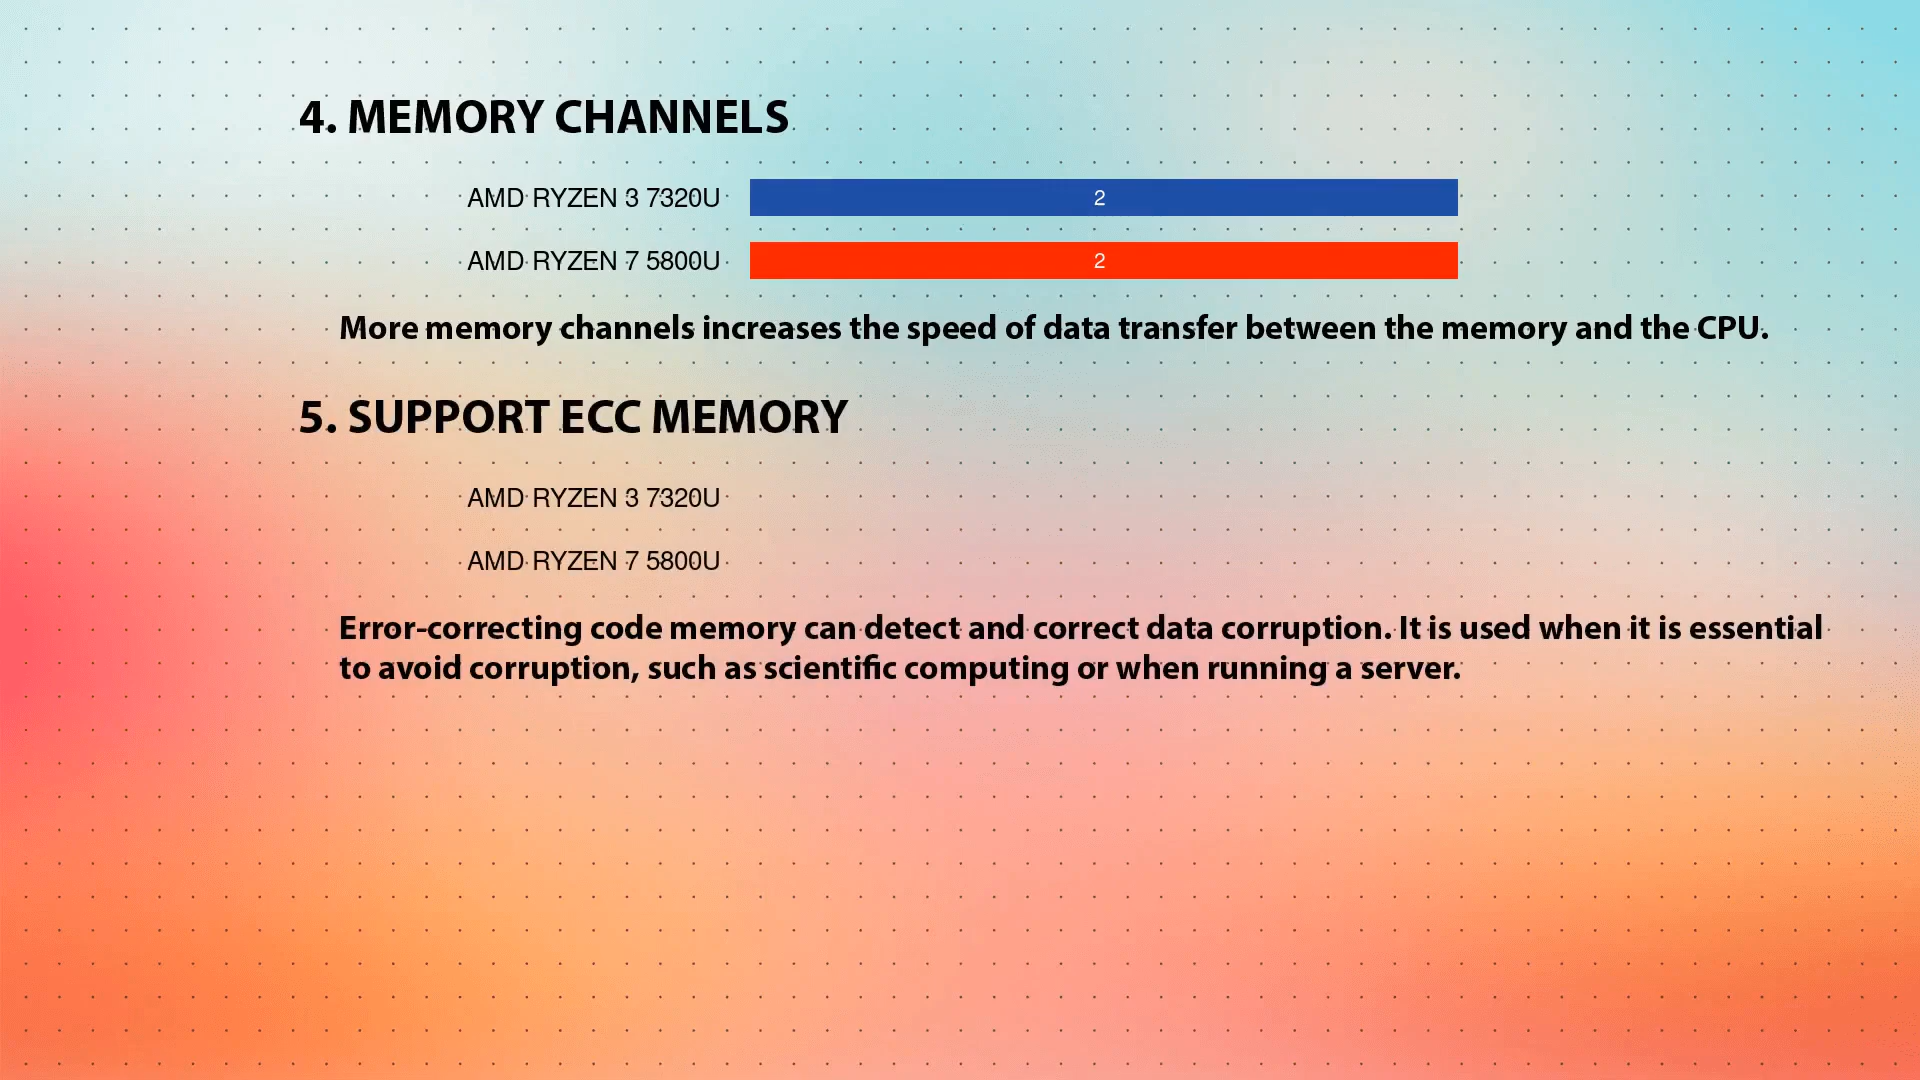 4. MEMORY CHANNELS
AMD RYZEN 3 7320U 2
AMD RYZEN 7 5800U 2
More memory channels increases the speed of data transfer between the memory and the CPU.
5. SUPPORT ECC MEMORY
AMD RYZEN 3 7320U
AMD RYZEN 7 5800U
Error-correcting code memory can detect and correct data corruption. It is used when it is essential
to avoid corruption, such as scientific computing or when running a server.